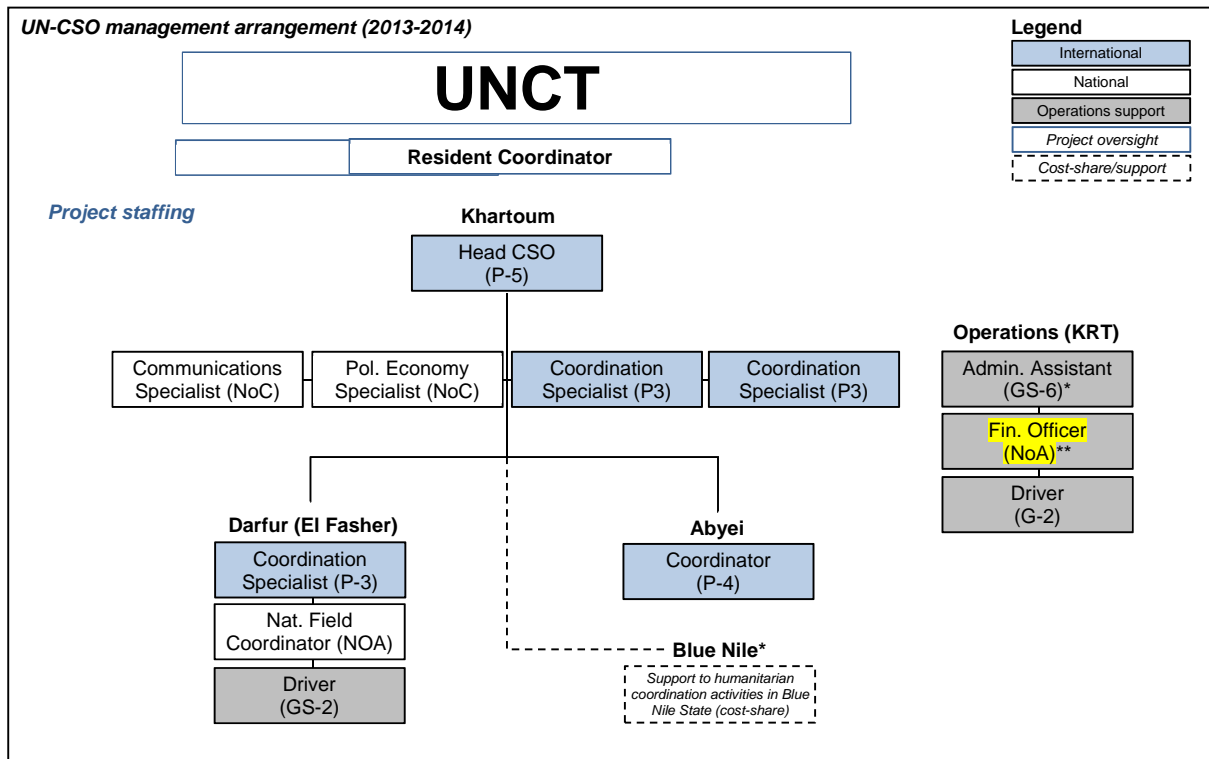 UN-CSO management arrangement (2013-2014)
Legend
International
National
Operations support
Project oversight
Cost-share/support
UNCT
Resident Coordinator
Project staffing
Khartoum
Head CSO
(P-5)
Communications
Specialist (NoC)
Pol. Economy
Specialist (NoC)
Coordination
Specialist (P3)
Coordination
Specialist (P3)
Operations (KRT)
Admin. Assistant
(GS-6)*
Fin. Officer
(NoA)**
Driver
(G-2)
Darfur (El Fasher)
Coordination
Specialist (P-3)
Nat. Field
Coordinator (NOA)
Driver
(GS-2)
Abyei
Coordinator
(P-4)
Blue Nile*
Support to humanitarian
coordination activities in Blue
Nile State (cost-share)